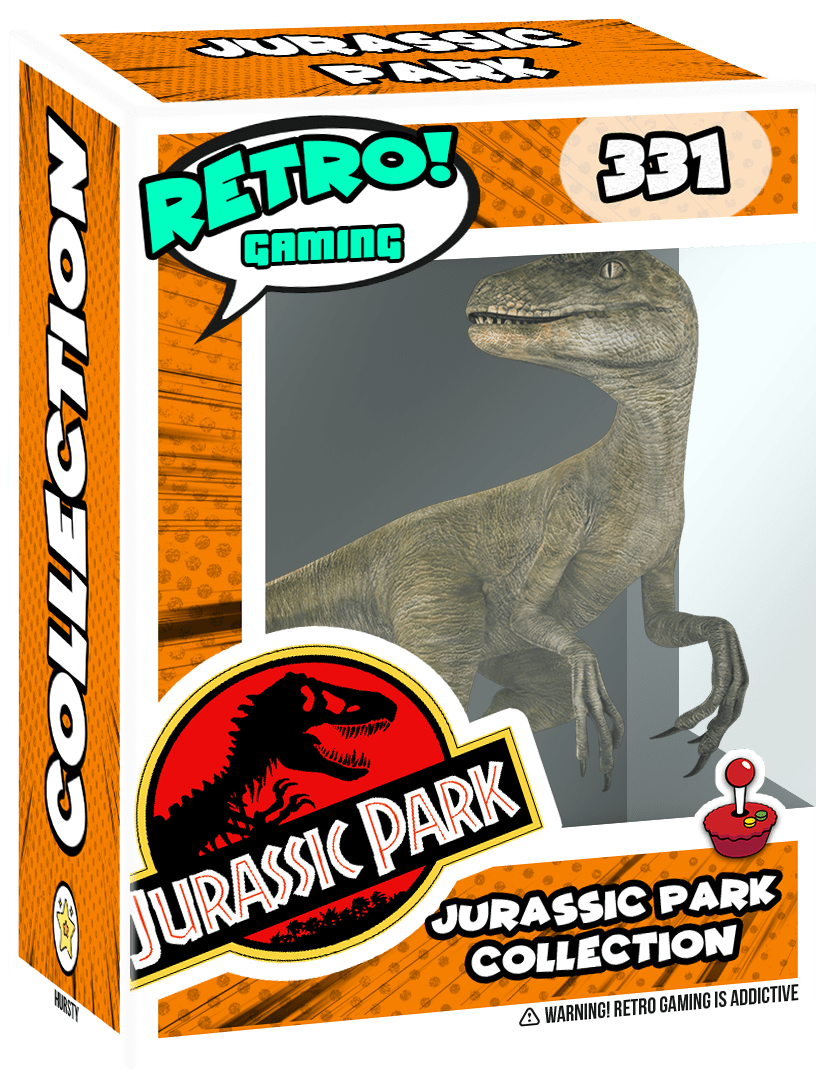 JURASSIC
PARK
RETRO!
GAMING
331
COLLECTION
JURASSIC PARK
JURASSIC PARK
COLLECTION
HURSTY
WARNING! RETRO GAMING IS ADDICTIVE